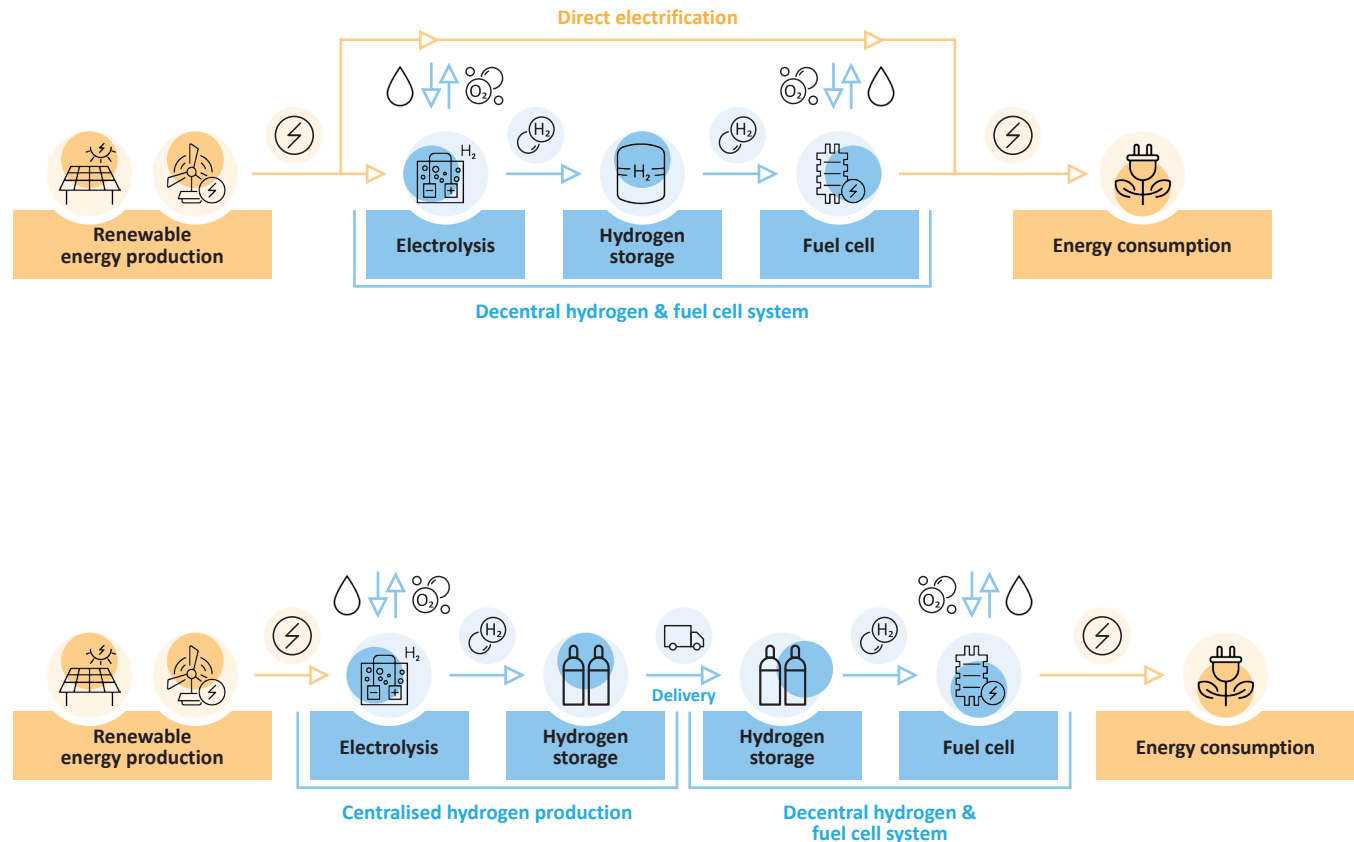 Direct electrification
O₂
O₂
H₂
H₂
H₂
H₂
Renewable
energy production
Electrolysis
Hydrogen
storage
Fuel cell
Energy consumption
Decentral hydrogen & fuel cell system
O₂
O₂
H₂
H₂
H₂
Delivery
Renewable
energy production
Electrolysis
Hydrogen
storage
Hydrogen
storage
Fuel cell
Energy consumption
Centralised hydrogen production
Decentral hydrogen &
fuel cell system